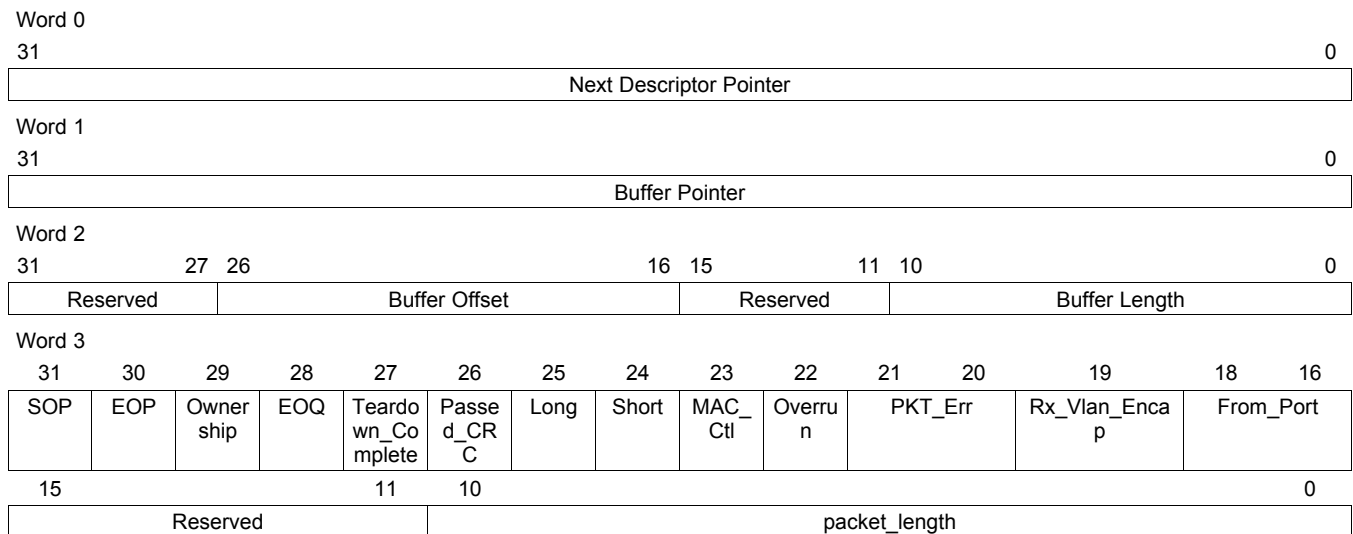 Word 0
31 0
Next Descriptor Pointer
Word 1
31 0
Buffer Pointer
Word 2
31 27 26 16 15 11 10 0
Reserved Buffer Offset Reserved Buffer Length
Word 3
31 30 29 28 27 26 25 24 23 22 21 20 19 18 16
SOP EOP Owner EOQ Teardo Passe Long Short MAC_ Overru PKT_Err Rx_Vlan_Enca From_Port
ship wn_Co d_CR Ctl n p
mplete C
15 11 10 0
Reserved packet_length